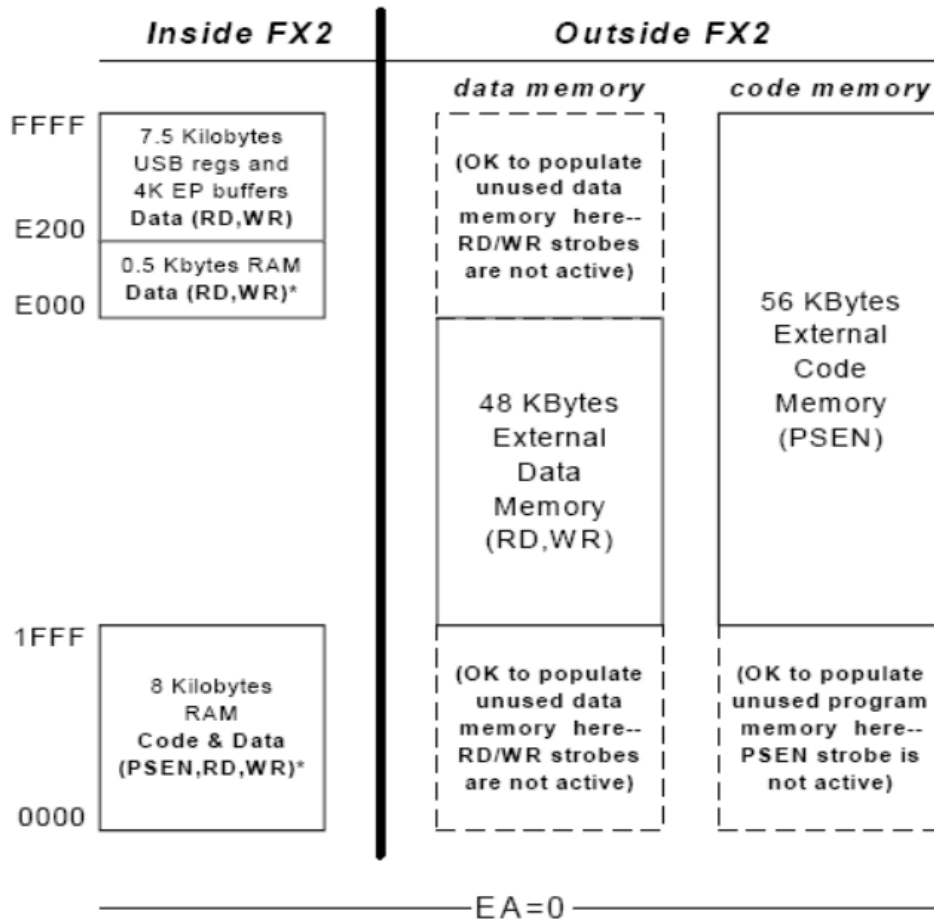 Inside FX2
Outside FX2
data memory
code memory
FFFF
7.5 Kilobytes
USB regs and
4K EP buffers
Data (RD,WR)
E200
0.5 Kbytes RAM
Data (RD,WR)*
E000
(OK to populate
unused data
memory here--
RD/WR strobes
are not active)
48 KBytes
External
Data
Memory
(RD,WR)
56 KBytes
External
Code
Memory
(PSEN)
1FFF
8 Kilobytes
RAM
Code & Data
(PSEN,RD,WR)*
0000
(OK to populate
unused data
memory here--
RD/WR strobes
are not active)
(OK to populate
unused program
memory here--
PSEN strobe is
not active)
EA=0